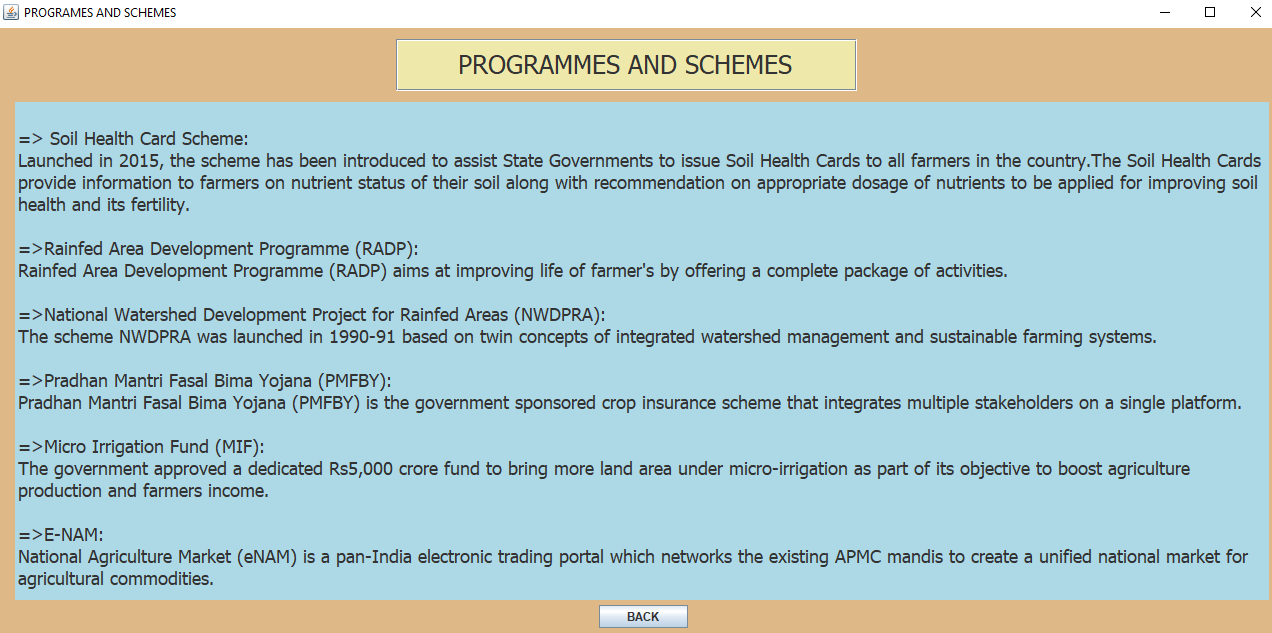 PROGRAMES AND SCHEMES
PROGRAMMES AND SCHEMES
=> Soil Health Card Scheme:
Launched in 2015, the scheme has been introduced to assist State Governments to issue Soil Health Cards to all farmers in the country.The Soil Health Cards
provide information to farmers on nutrient status of their soil along with recommendation on appropriate dosage of nutrients to be applied for improving soil
health and its fertility.
=>Rainfed Area Development Programme (RADP):
Rainfed Area Development Programme (RADP) aims at improving life of farmer's by offering a complete package of activities.
=>National Watershed Development Project for Rainfed Areas (NWDPRA):
The scheme NWDPRA was launched in 1990-91 based on twin concepts of integrated watershed management and sustainable farming systems.
=>Pradhan Mantri Fasal Bima Yojana (PMFBY):
Pradhan Mantri Fasal Bima Yojana (PMFBY) is the government sponsored crop insurance scheme that integrates multiple stakeholders on a single platform.
=>Micro Irrigation Fund (MIF):
The government approved a dedicated Rs5,000 crore fund to bring more land area under micro-irrigation as part of its objective to boost agriculture
production and farmers income.
=>E-NAM:
National Agriculture Market (eNAM) is a pan-India electronic trading portal which networks the existing APMC mandis to create a unified national market for
agricultural commodities.
BACK